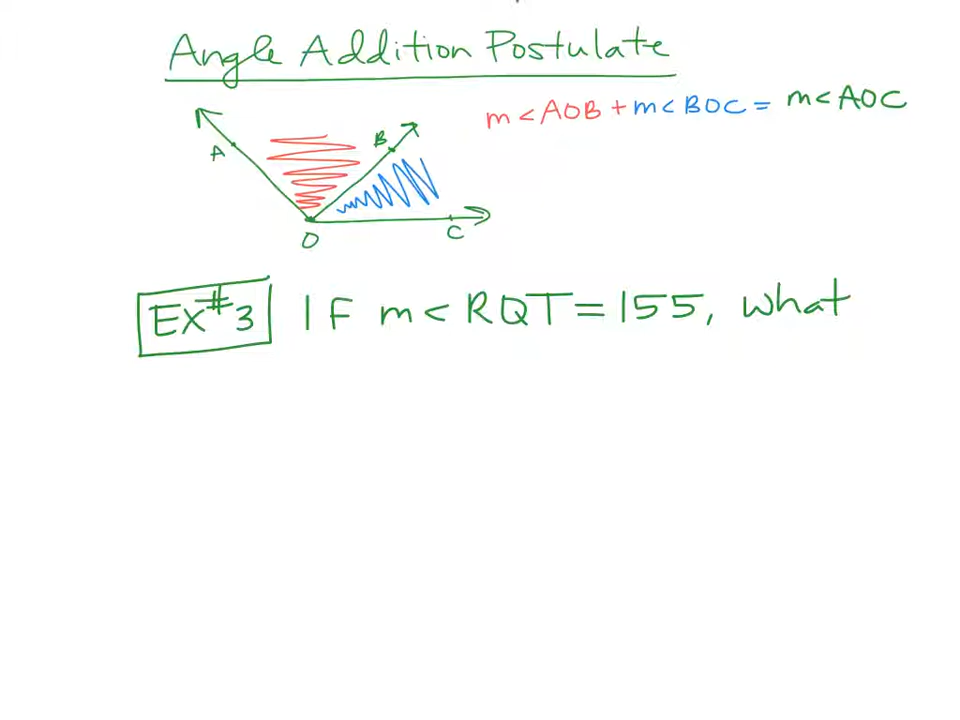 Angle Addition Postulate
m<AOB + m<BOC = m<AOC
A
B
O
C
Ex#3 IF m<RQT=155, what